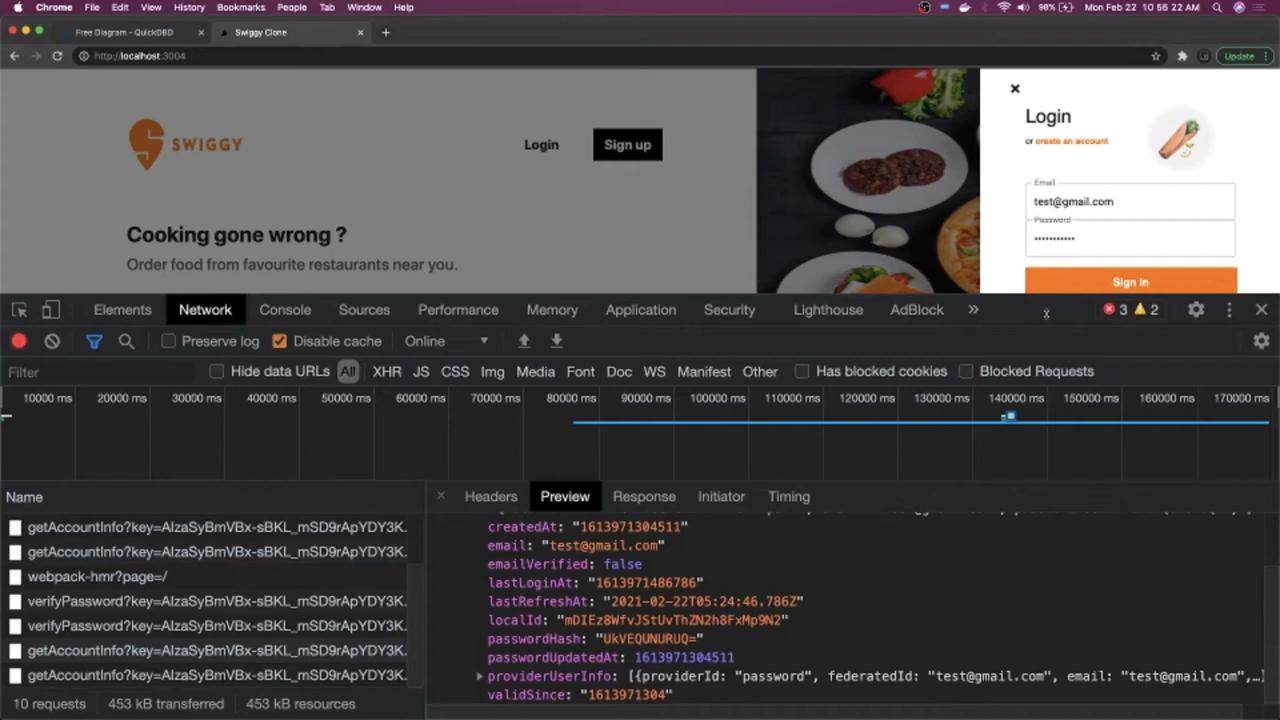 Chrome File Edit View History Bookmarks People Tab Window Help 98% Mon Feb 22 10:55:22 AM
Free Diagram - QuickDBD Swiggy Clone
http://localhost:3004 Update
SWIGGY
Login Sign up
Cooking gone wrong ?
Order food from favourite restaurants near you.
Login
or create an account
Email
test@gmail.com
Password
Sign In
Elements Network Console Sources Performance Memory Application Security Lighthouse AdBlock 3 2
Preserve log Disable cache Online
Filter Hide data URLs All XHR JS CSS Img Media Font Doc WS Manifest Other Has blocked cookies Blocked Requests
10000 ms 20000 ms 30000 ms 40000 ms 50000 ms 60000 ms 70000 ms 80000 ms 90000 ms 100000 ms 110000 ms 120000 ms 130000 ms 140000 ms 150000 ms 160000 ms 170000 ms
Name
getAccountInfo?key=AIzaSyBmVBx-sBKL_mSD9rApYDY3K.
getAccountInfo?key=AIzaSyBmVBx-sBKL_mSD9rApYDY3K.
webpack-hmr?page=/
verifyPassword?key=AIzaSyBmVBx-sBKL_mSD9rApYDY3K.
verifyPassword?key=AIzaSyBmVBx-sBKL_mSD9rApYDY3K.
getAccountInfo?key=AIzaSyBmVBx-sBKL_mSD9rApYDY3K.
getAccountInfo?key=AIzaSyBmVBx-sBKL_mSD9rApYDY3K.
10 requests 453 kB transferred 453 kB resources
Headers Preview Response Initiator Timing
createdAt: "1613971304511"
email: "test@gmail.com"
emailVerified: false
lastLoginAt: "1613971486786"
lastRefreshAt: "2021-02-22T05:24:46.786Z"
localId: "mDIEz8WfvJStUvThZN2h8FxMp9N2"
passwordHash: "UkVEQUNURUQ="
passwordUpdatedAt: 1613971304511
providerUserInfo: [{providerId: "password", federatedId: "test@gmail.com", email: "test@gmail.com",…}]
validSince: "1613971304"